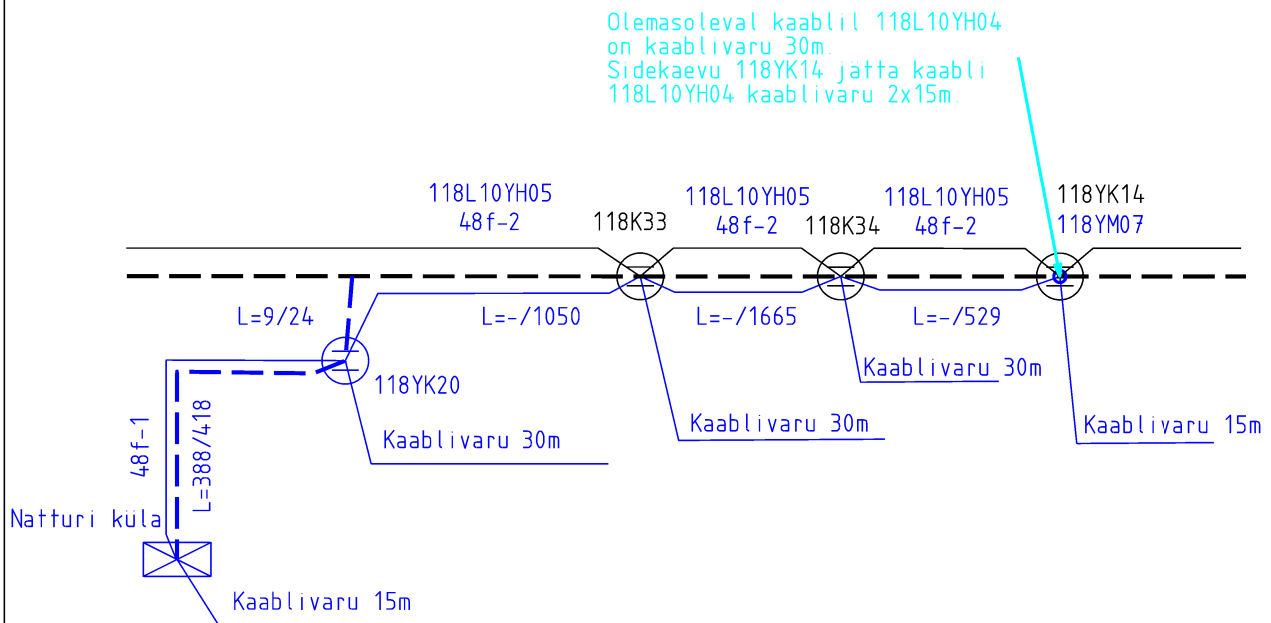 Olemasoleval kaablil 118L10YH04
on kaablivaru 30m
Sidekaevu 118YK14 jätta kaabli
118L10YH04 kaablivaru 2x15m.
118L10YH05
48f-2
118K33
118L10YH05
48f-2
118K34
118L10YH05
48f-2
118YK14
118YM07
L=9/24
L=-/1050
L=-/1665
L=-/529
118YK20
Kaablivaru 30m
Kaablivaru 30m
Kaablivaru 30m
Kaablivaru 15m
48f-1
L=388/418
Natturi küla
Kaablivaru 15m